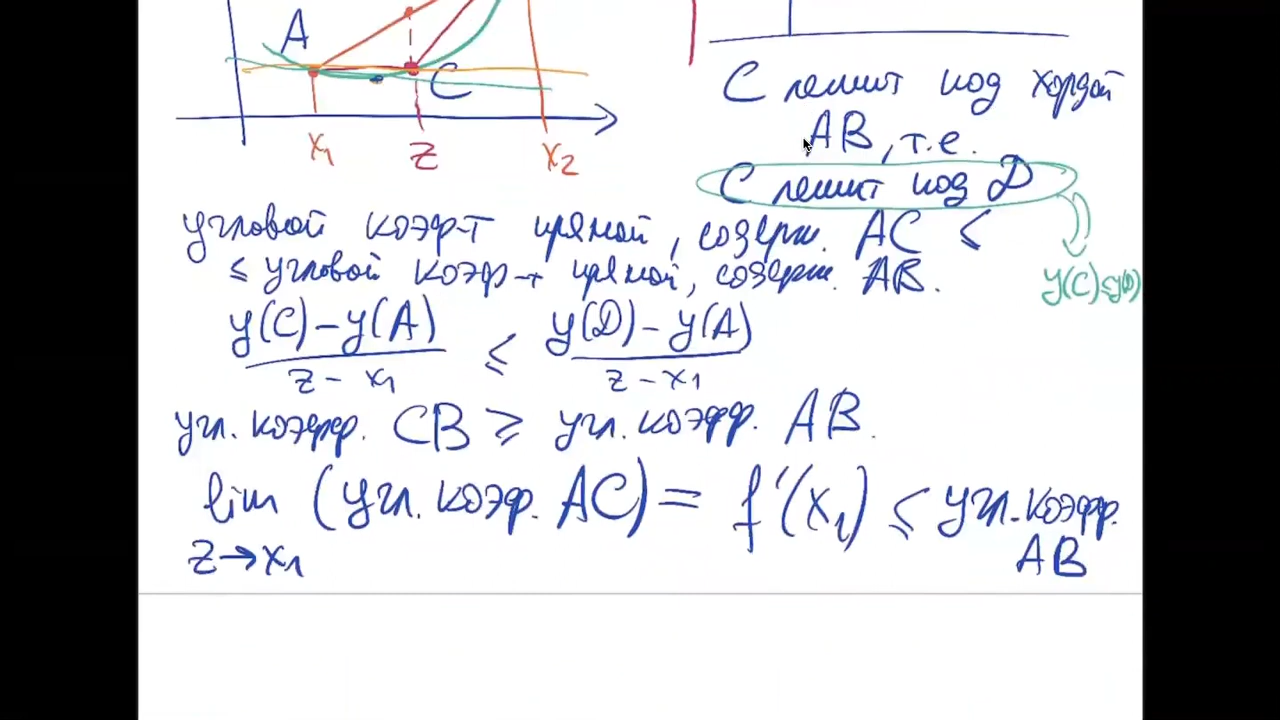 A
C
x₁
z
x₂
C лежит под хордой
AB, т.е.
C лежит под D
y(C) ≤ y(D)
угловой коэф-т прямой, содерж. AC ≤
≤ угловой коэф-т прямой, содерж. AB.
y(C) – y(A) / z – x₁ ≤ y(D) – y(A) / z – x₁
угл. коэфф. CB ≥ угл. коэфф. AB.
lim (угл. коэф. AC) = f'(x₁) ≤ угл. коэфф.
z→x₁ AB